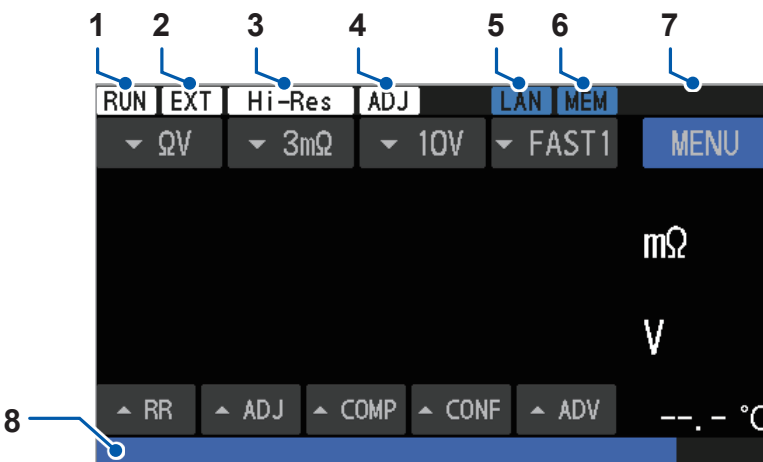 1 2 3 4 5 6 7
RUN EXT Hi-Res ADJ LAN MEM
ΩV 3mΩ 10V FAST1 MENU
mΩ
V
RR ADJ COMP CONF ADV --.- °C
8